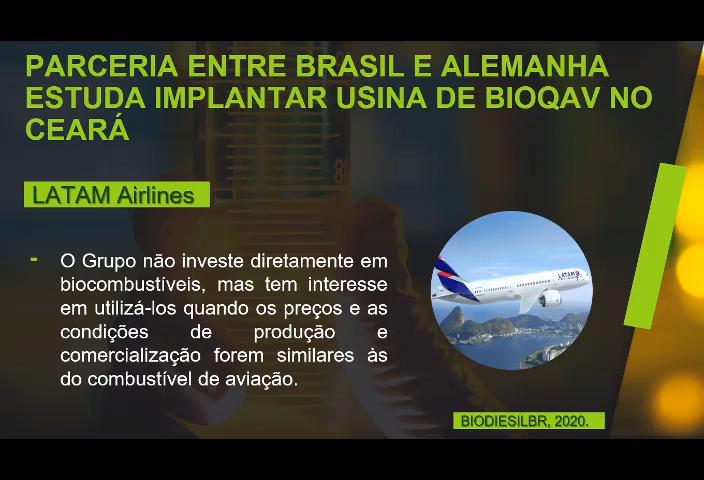 PARCERIA ENTRE BRASIL E ALEMANHA
ESTUDA IMPLANTAR USINA DE BIOQAV NO
CEARÁ
LATAM Airlines
- O Grupo não investe diretamente em
biocombustíveis, mas tem interesse
em utilizá-los quando os preços e as
condições de produção e
comercialização forem similares às
do combustível de aviação.
LATAM
80
BIODIESILBR, 2020.